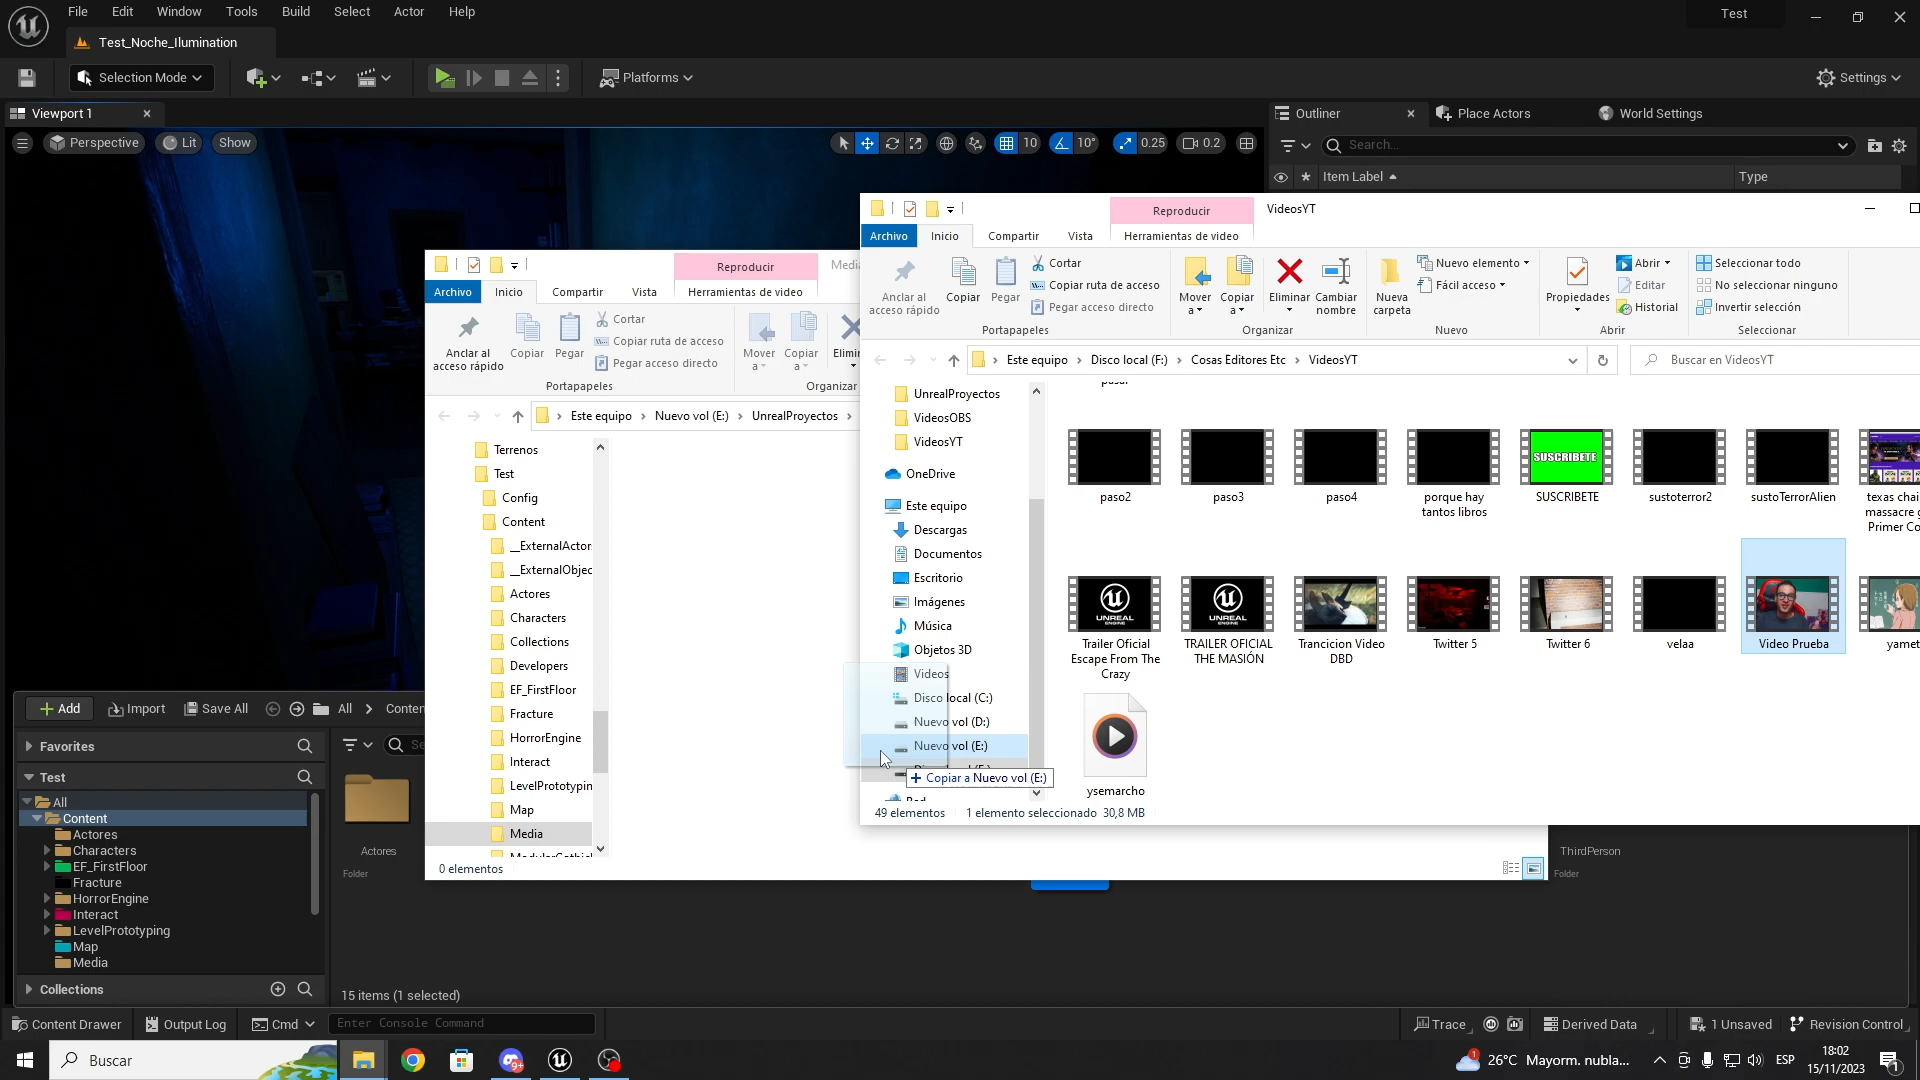 File Edit Window Tools Build Select Actor Help
Test
Test_Noche_Ilumination
Selection Mode
Platforms
Settings
Viewport 1
Outliner
Place Actors
World Settings
Perspective
Lit
Show
10
10°
0.25
0.2
Search...
Item Label
Type
Reproducir
VideosYT
Archivo
Inicio
Compartir
Vista
Herramientas de video
Anclar al
acceso rápido
Copiar
Pegar
Cortar
Copiar ruta de acceso
Pegar acceso directo
Portapapeles
Mover
a
Copiar
a
Eliminar
Cambiar
nombre
Organizar
Nueva
carpeta
Nuevo elemento
Fácil acceso
Nuevo
Propiedades
Abrir
Editar
Historial
Abrir
Seleccionar todo
No seleccionar ninguno
Invertir selección
Seleccionar
Este equipo
Disco local (F:)
Cosas Editores Etc
VideosYT
Buscar en VideosYT
UnrealProyectos
VideosOBS
VideosYT
OneDrive
Este equipo
Descargas
Documentos
Escritorio
Imágenes
Música
Objetos 3D
Videos
Disco local (C:)
Nuevo vol (D:)
Nuevo vol (E:)
Copiar a Nuevo vol (E:)
SUSCRIBETE
paso2
paso3
paso4
porque hay
tantos libros
SUSCRIBETE
sustoterror2
sustoTerrorAlien
texas chai
massacre g
Primer Co
UNREAL
ENGINE
UNREAL
ENGINE
Trailer Oficial
Escape From The
Crazy
TRAILER OFICIAL
THE MASIÓN
Trancicion Video
DBD
Twitter 5
Twitter 6
velaa
Video Prueba
yamet
ysemarcho
49 elementos
1 elemento seleccionado 30,8 MB
Reproducir
Media
Archivo
Inicio
Compartir
Vista
Herramientas de video
Anclar al
acceso rápido
Copiar
Pegar
Cortar
Copiar ruta de acceso
Pegar acceso directo
Portapapeles
Mover
a
Copiar
a
Elimin
Organizar
Este equipo
Nuevo vol (E:)
UnrealProyectos
Terrenos
Test
Config
Content
__ExternalActor
__ExternalObjec
Actores
Characters
Collections
Developers
EF_FirstFloor
Fracture
HorrorEngine
Interact
LevelPrototypin
Map
Media
0 elementos
Add
Import
Save All
All
Conten
Favorites
Test
All
Content
Actores
Characters
EF_FirstFloor
Fracture
HorrorEngine
Interact
LevelPrototyping
Map
Media
Collections
Se
Actores
Folder
ThirdPerson
Folder
15 items (1 selected)
Content Drawer
Output Log
Cmd
Enter Console Command
Trace
Derived Data
1 Unsaved
Revision Control
Buscar
9+
1
26°C Mayorm. nubla...
ESP
18:02
15/11/2023
1